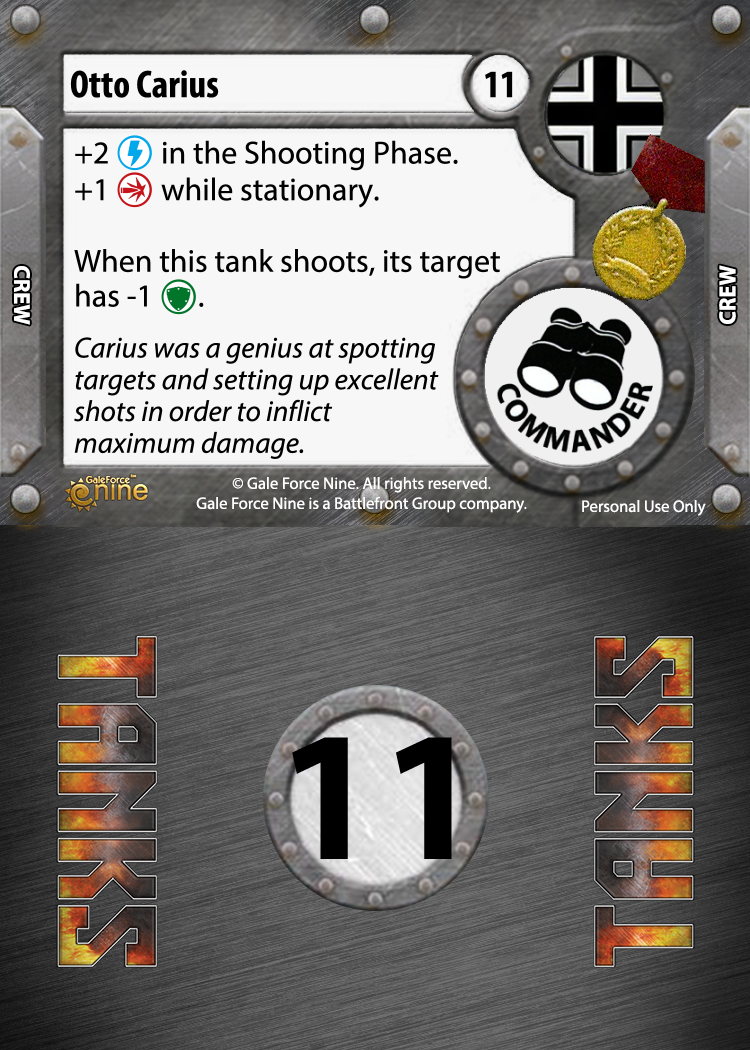 Otto Carius
11
+2 in the Shooting Phase.
+1 while stationary.
When this tank shoots, its target
has -1 .
Carius was a genius at spotting
targets and setting up excellent
shots in order to inflict
maximum damage.
CREW
CREW
COMMANDER
GaleForce™
nine
© Gale Force Nine. All rights reserved.
Gale Force Nine is a Battlefront Group company.
Personal Use Only
TANKS
11
TANKS